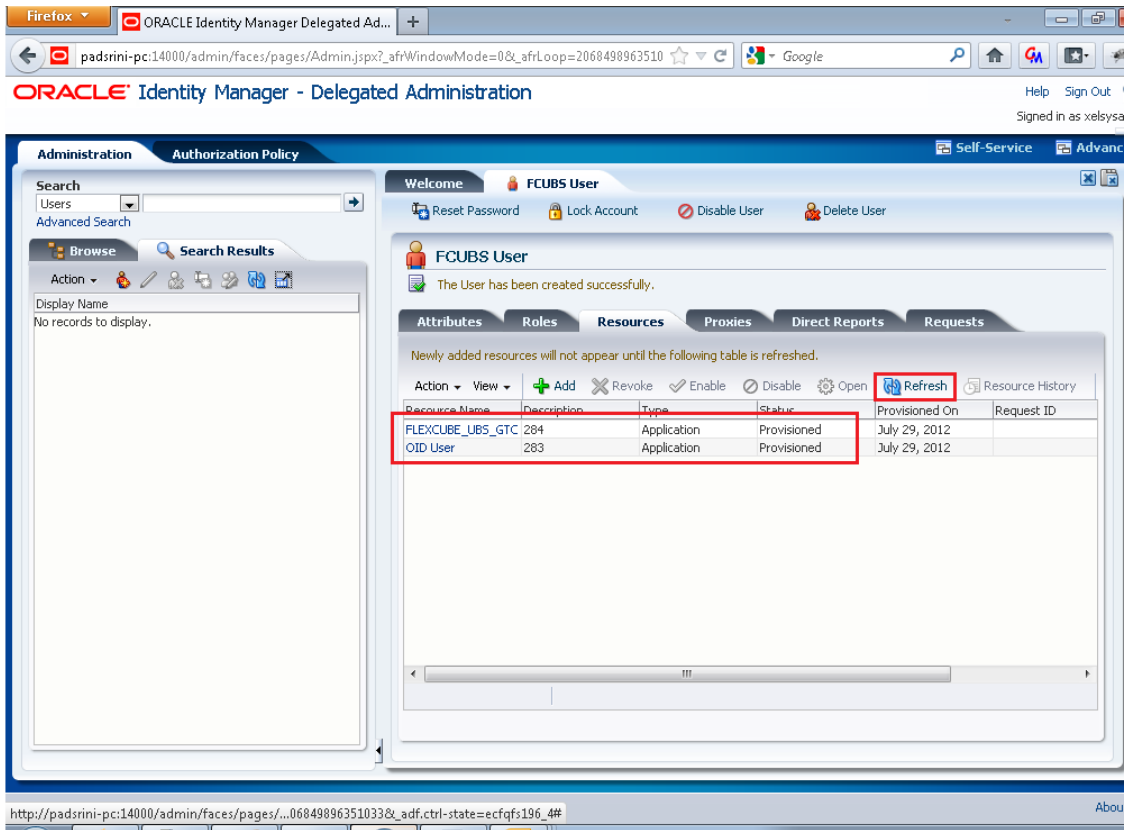 Firefox
ORACLE Identity Manager Delegated Ad...
padsrini-pc:14000/admin/faces/pages/Admin.jspx?_afrWindowMode=0&_afrLoop=2068498963510
Google
ORACLE Identity Manager - Delegated Administration
Help Sign Out
Signed in as xelsysa
Administration Authorization Policy
Self-Service Advanc
Search
Users
Advanced Search
Browse Search Results
Action
Display Name
No records to display.
Welcome FCUBS User
Reset Password Lock Account Disable User Delete User
FCUBS User
The User has been created successfully.
Attributes Roles Resources Proxies Direct Reports Requests
Newly added resources will not appear until the following table is refreshed.
Action View Add Revoke Enable Disable Open Refresh Resource History
Resource Name Description Type Status Provisioned On Request ID
FLEXCUBE_UBS_GTC 284 Application Provisioned July 29, 2012
OID User 283 Application Provisioned July 29, 2012
http://padsrini-pc:14000/admin/faces/pages/...06849896351033&_adf.ctrl-state=ecfqfs196_4#
Abou